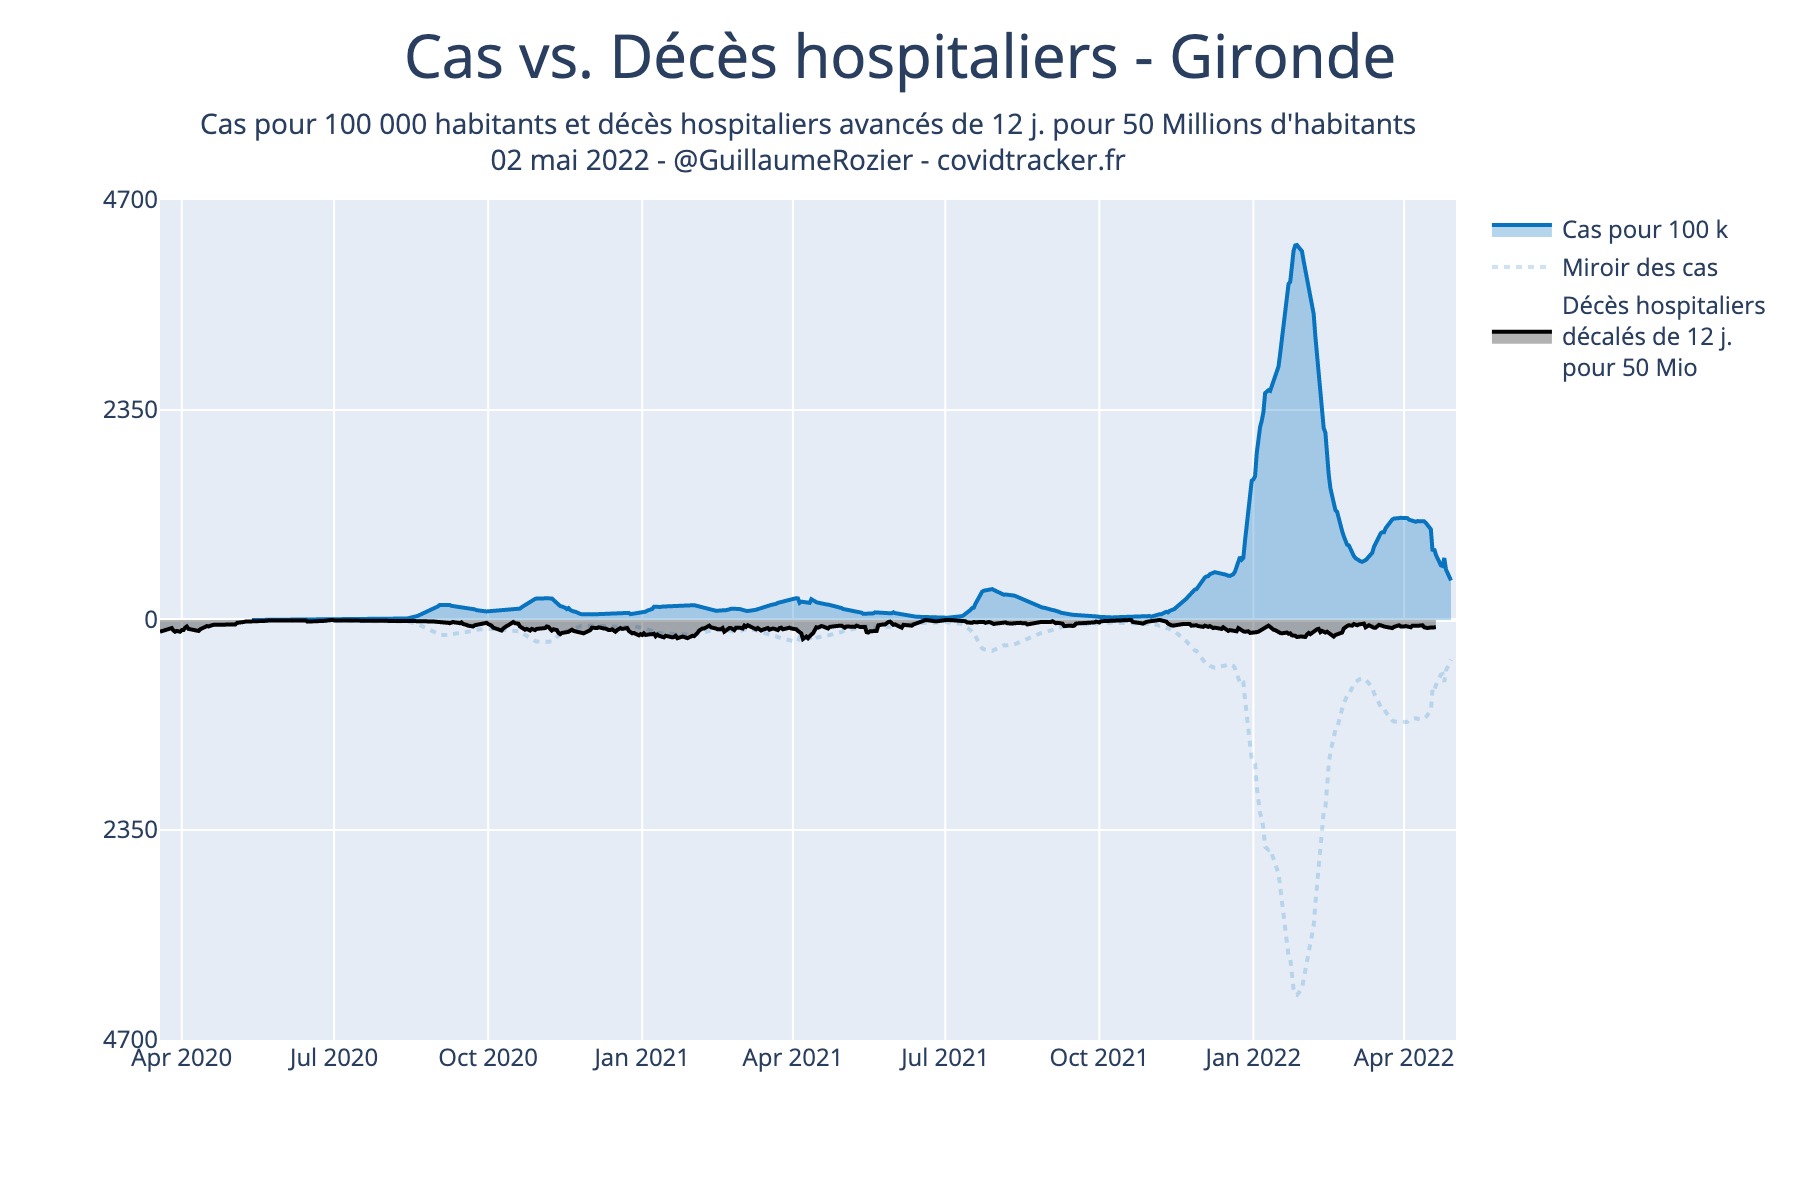 Cas vs. Décès hospitaliers - Gironde
Cas pour 100 000 habitants et décès hospitaliers avancés de 12 j. pour 50 Millions d'habitants
02 mai 2022 - @GuillaumeRozier - covidtracker.fr
4700
2350
0
2350
4700
Apr 2020
Jul 2020
Oct 2020
Jan 2021
Apr 2021
Jul 2021
Oct 2021
Jan 2022
Apr 2022
Cas pour 100 k
Miroir des cas
Décès hospitaliers
décalés de 12 j.
pour 50 Mio